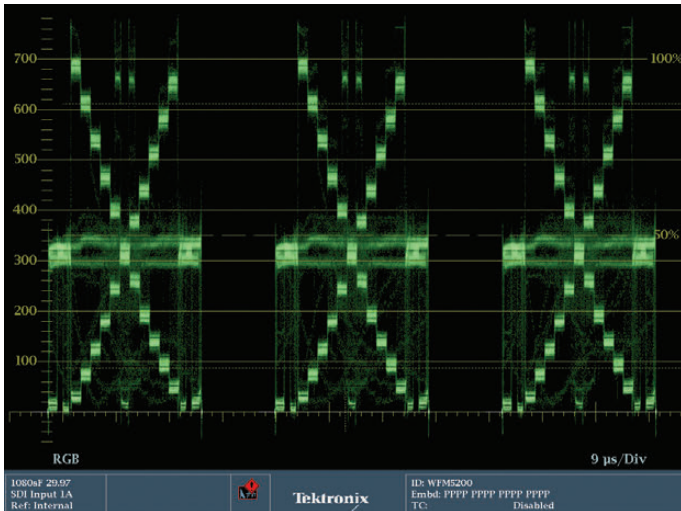 700
100%
600
500
400
50%
300
200
100
RGB
9 µs/Div
1080sF 29.97
SDI Input 1A
Ref: Internal
Tektronix
ID: WFM5200
Embd: PPPP PPPP PPPP PPPP
TC: Disabled